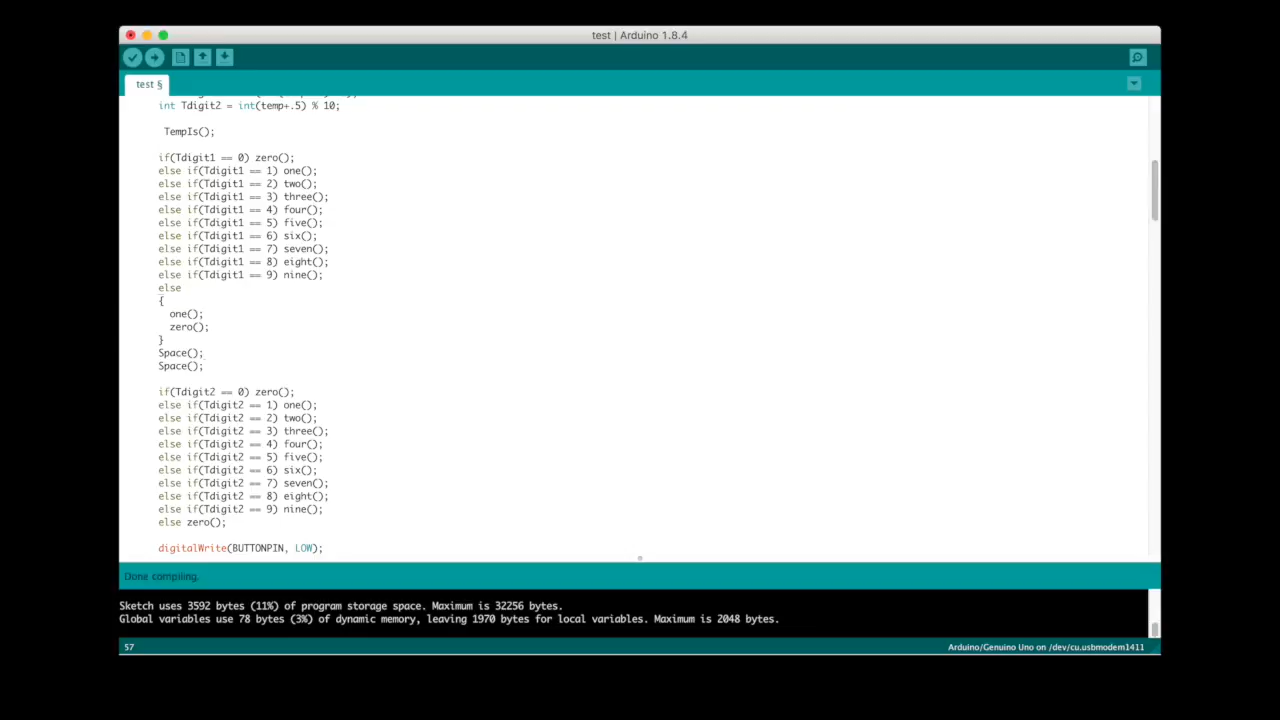 test | Arduino 1.8.4
test §
int Tdigit2 = int(temp+.5) % 10;
TempIs();
if(Tdigit1 == 0) zero();
else if(Tdigit1 == 1) one();
else if(Tdigit1 == 2) two();
else if(Tdigit1 == 3) three();
else if(Tdigit1 == 4) four();
else if(Tdigit1 == 5) five();
else if(Tdigit1 == 6) six();
else if(Tdigit1 == 7) seven();
else if(Tdigit1 == 8) eight();
else if(Tdigit1 == 9) nine();
else
{
one();
zero();
}
Space();
Space();
if(Tdigit2 == 0) zero();
else if(Tdigit2 == 1) one();
else if(Tdigit2 == 2) two();
else if(Tdigit2 == 3) three();
else if(Tdigit2 == 4) four();
else if(Tdigit2 == 5) five();
else if(Tdigit2 == 6) six();
else if(Tdigit2 == 7) seven();
else if(Tdigit2 == 8) eight();
else if(Tdigit2 == 9) nine();
else zero();
digitalWrite(BUTTONPIN, LOW);
Done compiling.
Sketch uses 3592 bytes (11%) of program storage space. Maximum is 32256 bytes.
Global variables use 78 bytes (3%) of dynamic memory, leaving 1970 bytes for local variables. Maximum is 2048 bytes.
57
Arduino/Genuino Uno on /dev/cu.usbmodem1411